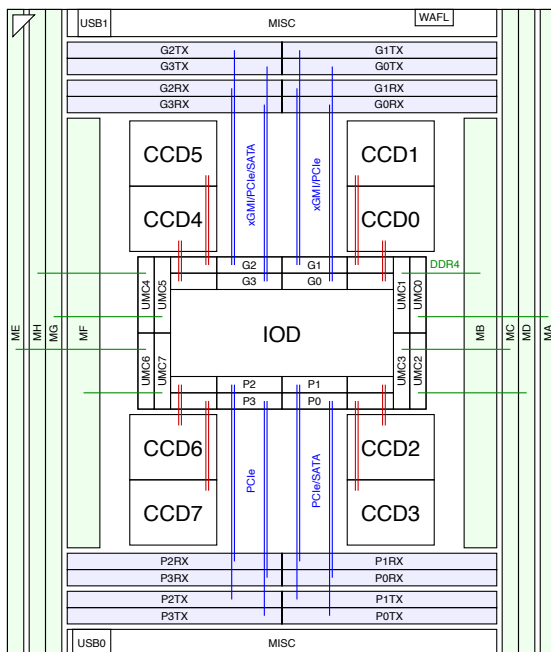 USB1
MISC
WAFL
G2TX
G1TX
G3TX
G0TX
G2RX
G1RX
G3RX
G0RX
CCD5
CCD1
xGMI/PCIe/SATA
xGMI/PCIe
CCD4
CCD0
G2
G1
DDR4
G3
G0
UMC4
UMC5
UMC1
UMC0
IOD
ME
MH
MG
MF
MB
MC
MD
MA
UMC6
UMC7
UMC3
UMC2
P2
P1
P3
P0
CCD6
CCD2
PCIe
PCIe/SATA
CCD7
CCD3
P2RX
P1RX
P3RX
P0RX
P2TX
P1TX
P3TX
P0TX
USB0
MISC